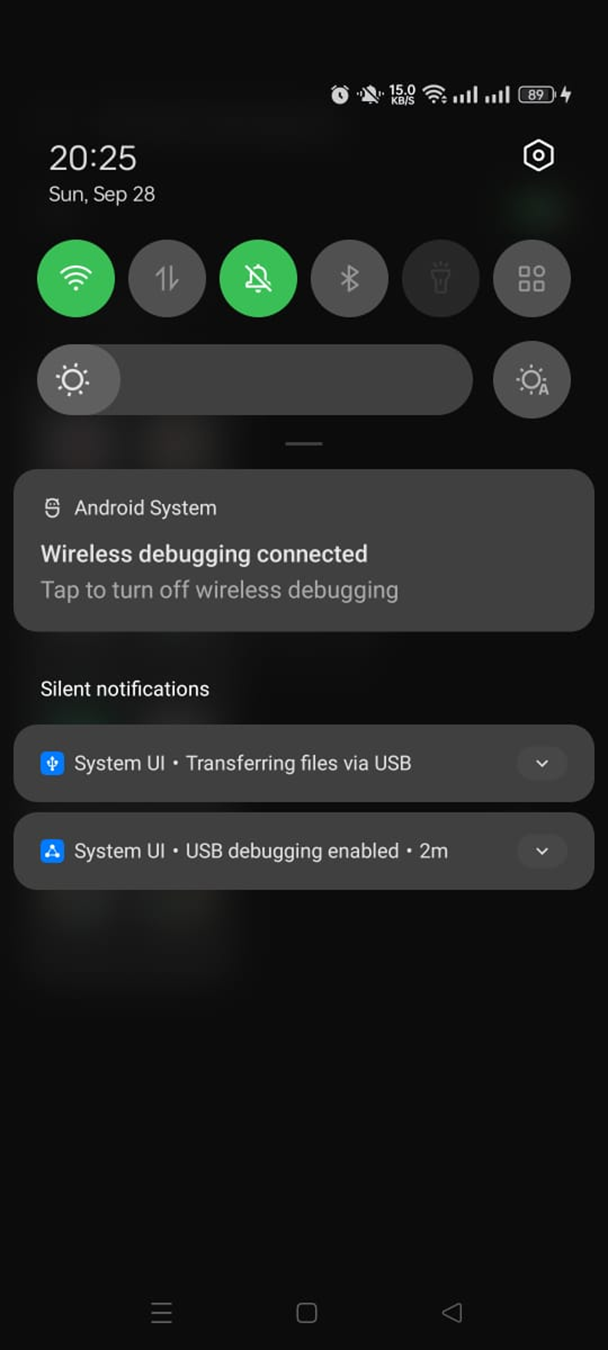 15.0
KB/S
89
20:25
Sun, Sep 28
A
Android System
Wireless debugging connected
Tap to turn off wireless debugging
Silent notifications
System UI • Transferring files via USB
System UI • USB debugging enabled • 2m